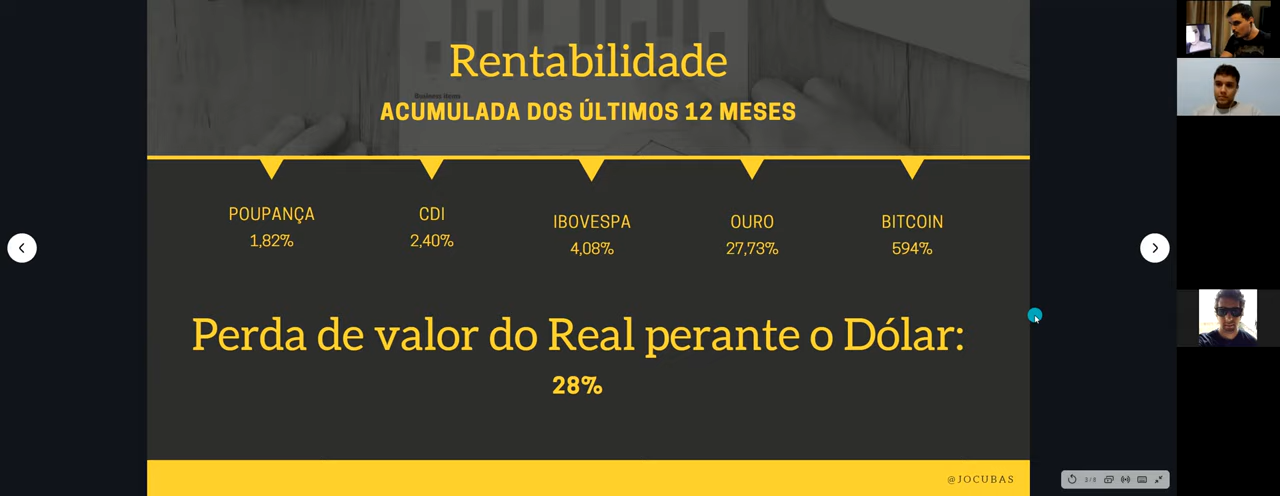 Rentabilidade
ACUMULADA DOS ÚLTIMOS 12 MESES
POUPANÇA
1,82%
CDI
2,40%
IBOVESPA
4,08%
OURO
27,73%
BITCOIN
594%
Perda de valor do Real perante o Dólar:
28%
@JOCUBAS